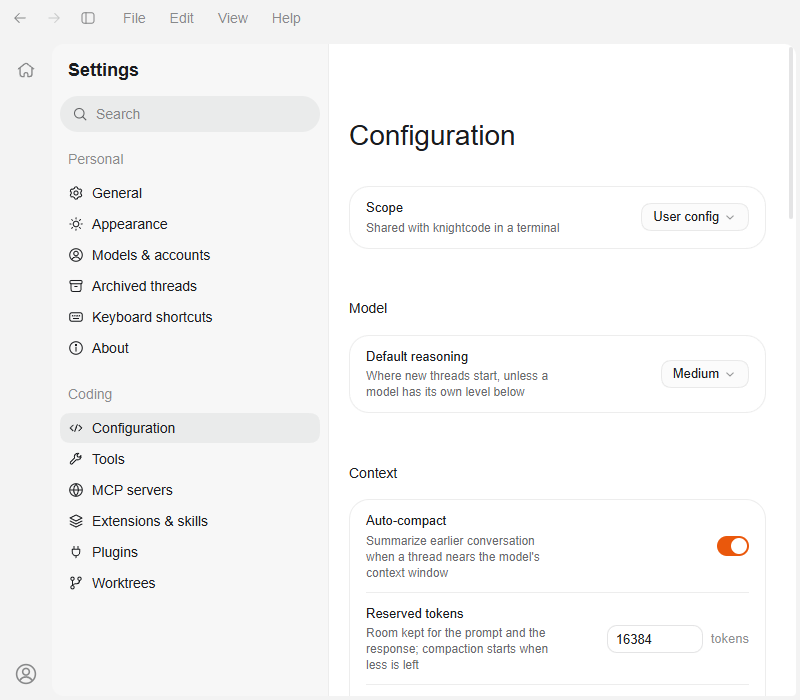 File Edit View Help
Settings
Search
Personal
General
Appearance
Models & accounts
Archived threads
Keyboard shortcuts
About
Coding
Configuration
Tools
MCP servers
Extensions & skills
Plugins
Worktrees
Configuration
Scope
Shared with knightcode in a terminal
User config
Model
Default reasoning
Where new threads start, unless a
model has its own level below
Medium
Context
Auto-compact
Summarize earlier conversation
when a thread nears the model's
context window
Reserved tokens
Room kept for the prompt and the
response; compaction starts when
less is left
16384 tokens